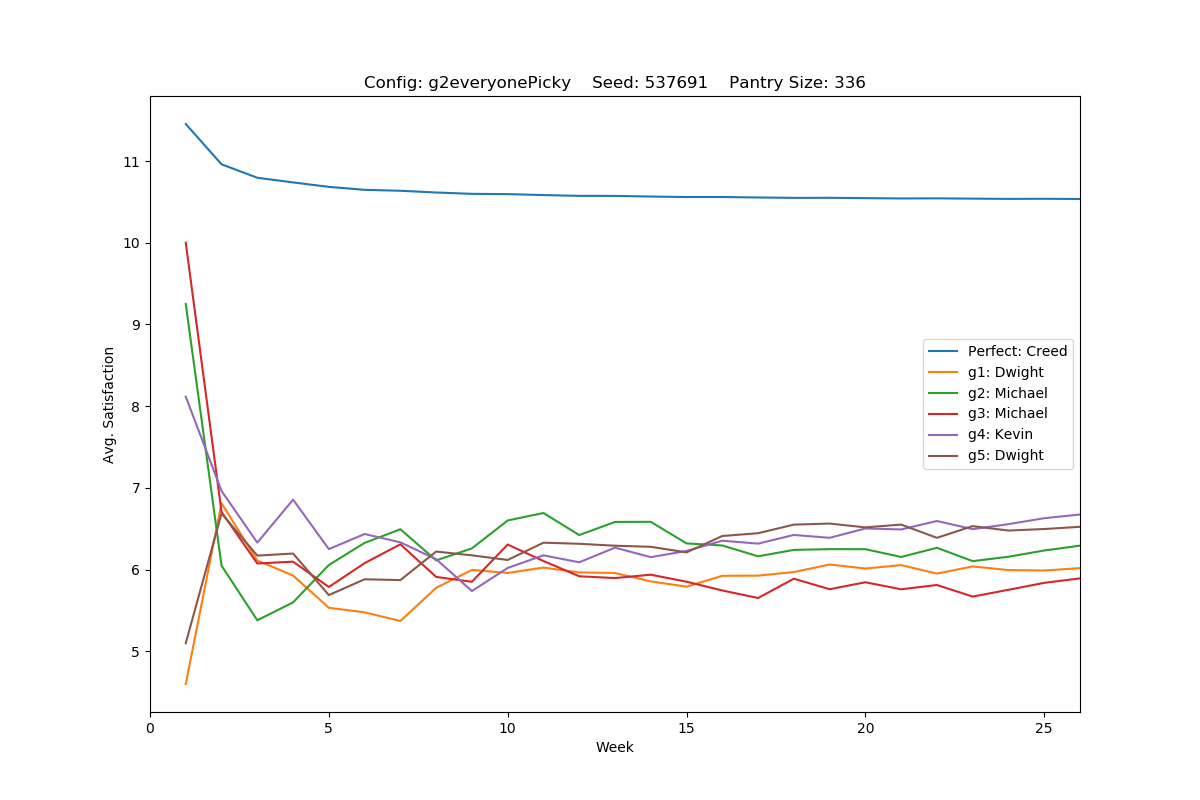 Config: g2everyonePicky    Seed: 537691    Pantry Size: 336
11
10
9
8
7
6
5
Avg. Satisfaction
Perfect: Creed
g1: Dwight
g2: Michael
g3: Michael
g4: Kevin
g5: Dwight
0 5 10 15 20 25
Week